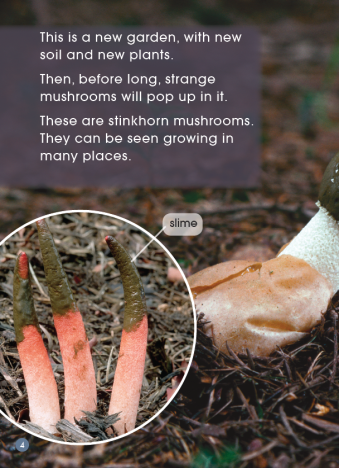 This is a new garden, with new
soil and new plants.
Then, before long, strange
mushrooms will pop up in it.
These are stinkhorn mushrooms.
They can be seen growing in
many places.
slime
4